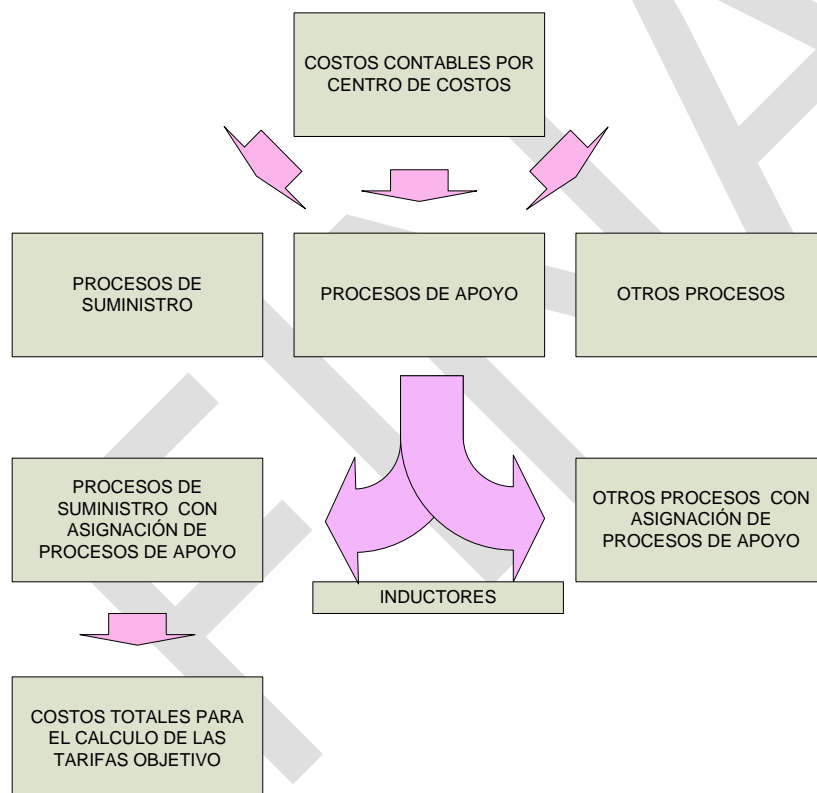 COSTOS CONTABLES POR
CENTRO DE COSTOS
PROCESOS DE
SUMINISTRO
PROCESOS DE APOYO
OTROS PROCESOS
PROCESOS DE
SUMINISTRO CON
ASIGNACIÓN DE
PROCESOS DE APOYO
OTROS PROCESOS CON
ASIGNACIÓN DE
PROCESOS DE APOYO
INDUCTORES
COSTOS TOTALES PARA
EL CALCULO DE LAS
TARIFAS OBJETIVO